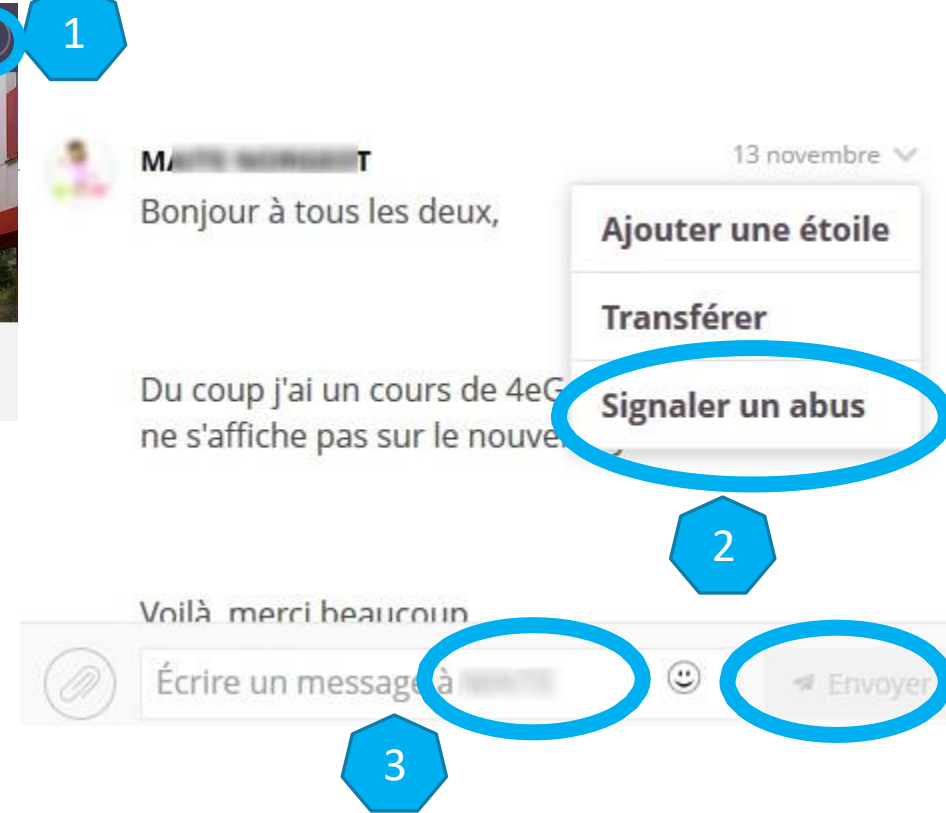 1
13 novembre
Bonjour à tous les deux,
Ajouter une étoile
Transférer
Du coup j'ai un cours de 4eG
Signaler un abus
ne s'affiche pas sur le
2
Voilà merci beaucoup
Écrire un message à
Envoyer
3